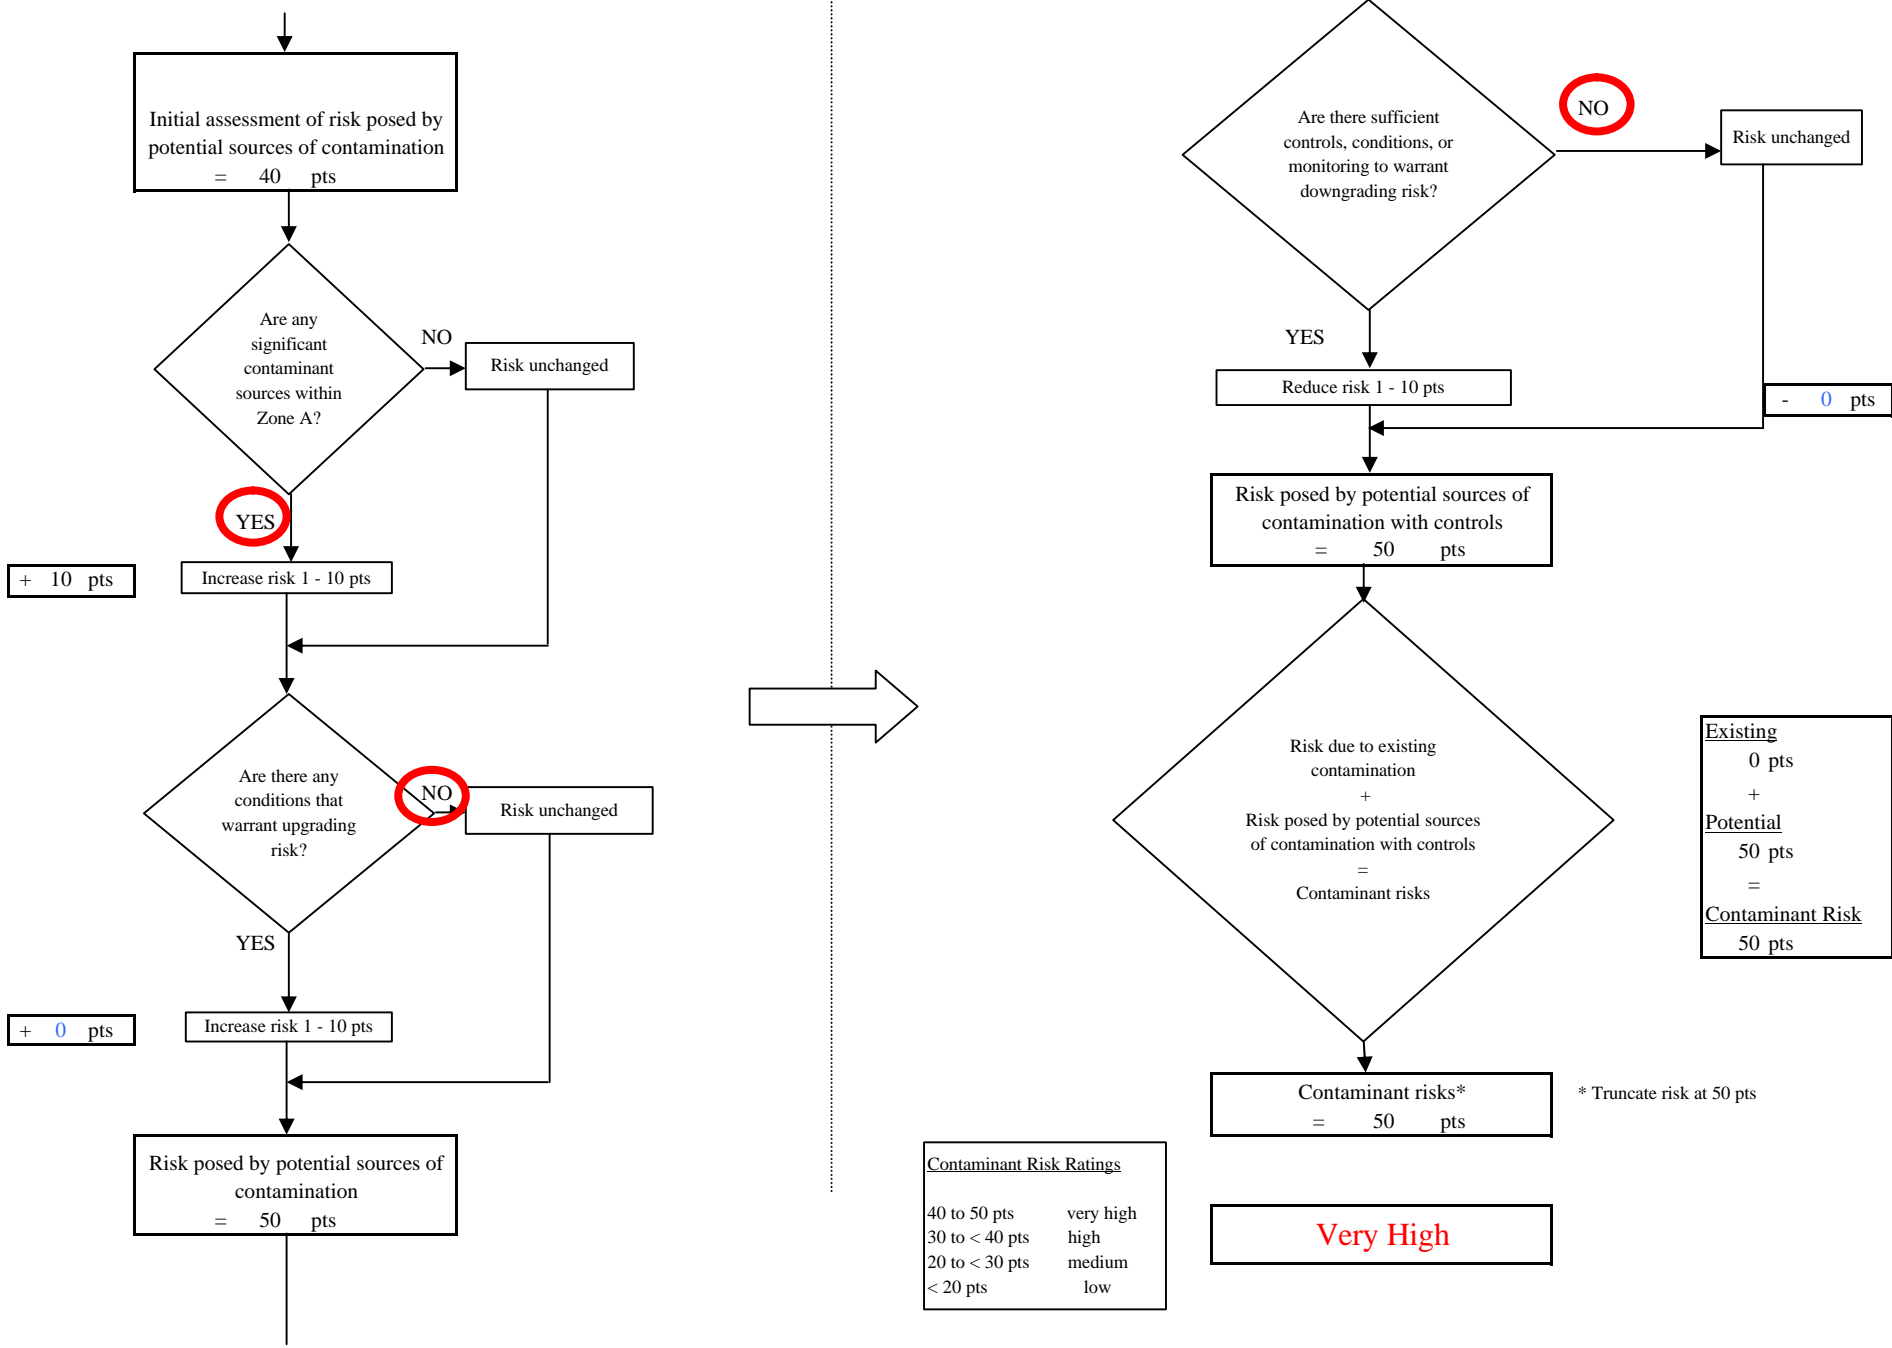 Initial assessment of risk posed by
potential sources of contamination
= 40 pts
Are any
significant
contaminant
sources within
Zone A?
NO
Risk unchanged
YES
+ 10 pts
Increase risk 1 - 10 pts
Are there any
conditions that
warrant upgrading
risk?
NO
Risk unchanged
YES
+ 0 pts
Increase risk 1 - 10 pts
Risk posed by potential sources of
contamination
= 50 pts
Are there sufficient
controls, conditions, or
monitoring to warrant
downgrading risk?
NO
Risk unchanged
YES
Reduce risk 1 - 10 pts
- 0 pts
Risk posed by potential sources of
contamination with controls
= 50 pts
Risk due to existing
contamination
+
Risk posed by potential sources
of contamination with controls
=
Contaminant risks
Existing
0 pts
+
Potential
50 pts
=
Contaminant Risk
50 pts
Contaminant risks*
= 50 pts
* Truncate risk at 50 pts
Contaminant Risk Ratings
40 to 50 pts very high
30 to < 40 pts high
20 to < 30 pts medium
< 20 pts low
Very High